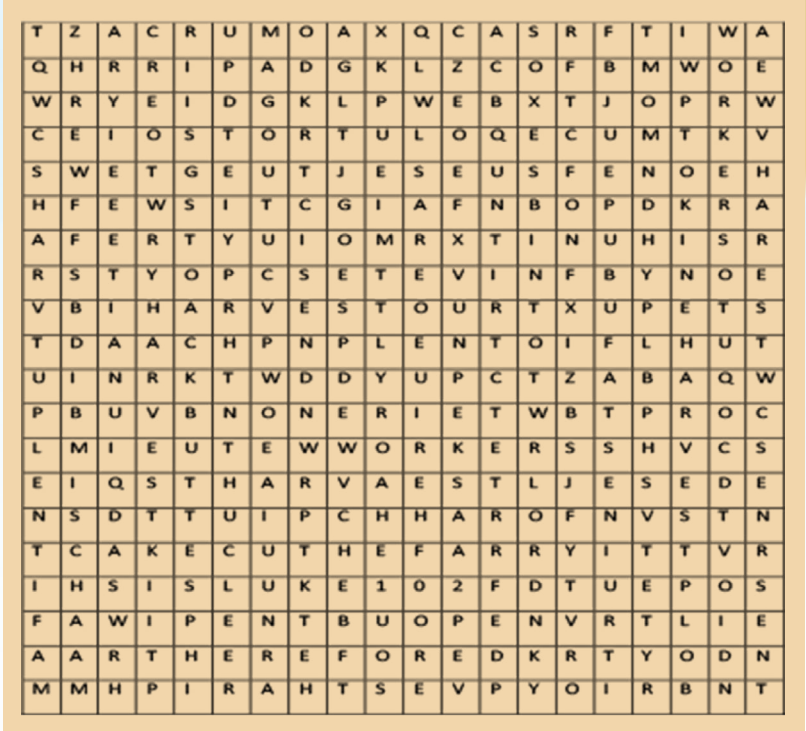 T Z A C R U M O A X Q C A S R F T I W A
Q H R R I P A D G K L Z C O F B M W O E
W R Y E I D G K L P W E B X T J O P R W
C E I O S T O R T U L O Q E C U M T K V
S W E T G E U T J E S E U S F E N O E H
H F E W S I T C G I A F N B O P D K R A
A F E R T Y U I O M R X T I N U H I S R
R S T Y O P C S E T E V I N F B Y N O E
V B I H A R V E S T O U R T X U P E T S
T D A A C H P N P L E N T O I F L H U T
U I N R K T W D D Y U P C T Z A B A Q W
P B U V B N O N E R I E T W B T P R O C
L M I E U T E W W O R K E R S S H V C S
E I Q S T H A R V A E S T L J E S E D E
N S D T T U I P C H H A R O F N V S T N
T C A K E C U T H E F A R R Y I T T V R
I H S I S L U K E 1 0 2 F D T U E P O S
F A W I P E N T B U O P E N V R T L I E
A A R T H E R E F O R E D K R T Y O D N
M M H P I R A H T S E V P Y O I R B N T